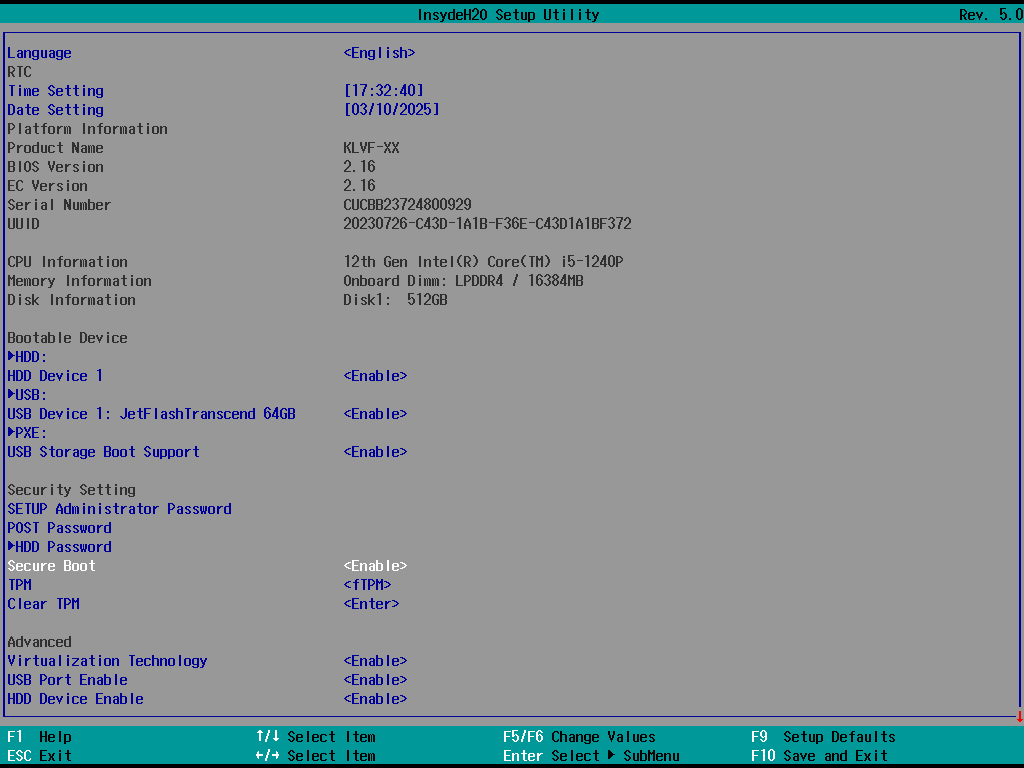 InsydeH20 Setup Utility Rev. 5.0
Language <English>
RTC
Time Setting [17:32:40]
Date Setting [03/10/2025]
Platform Information
Product Name KLVF-XX
BIOS Version 2.16
EC Version 2.16
Serial Number CUCBB23724800929
UUID 20230726-C43D-1A1B-F36E-C43D1A1BF372
CPU Information 12th Gen Intel(R) Core(TM) i5-1240P
Memory Information Onboard Dimm: LPDDR4 / 16384MB
Disk Information Disk1: 512GB
Bootable Device
▶HDD:
HDD Device 1 <Enable>
▶USB:
USB Device 1: JetFlashTranscend 64GB <Enable>
▶PXE:
USB Storage Boot Support <Enable>
Security Setting
SETUP Administrator Password
POST Password
▶HDD Password
Secure Boot <Enable>
TPM <fTPM>
Clear TPM <Enter>
Advanced
Virtualization Technology <Enable>
USB Port Enable <Enable>
HDD Device Enable <Enable>
F1 Help ↑/↓ Select Item F5/F6 Change Values F9 Setup Defaults
ESC Exit ←/→ Select Item Enter Select ▶ SubMenu F10 Save and Exit